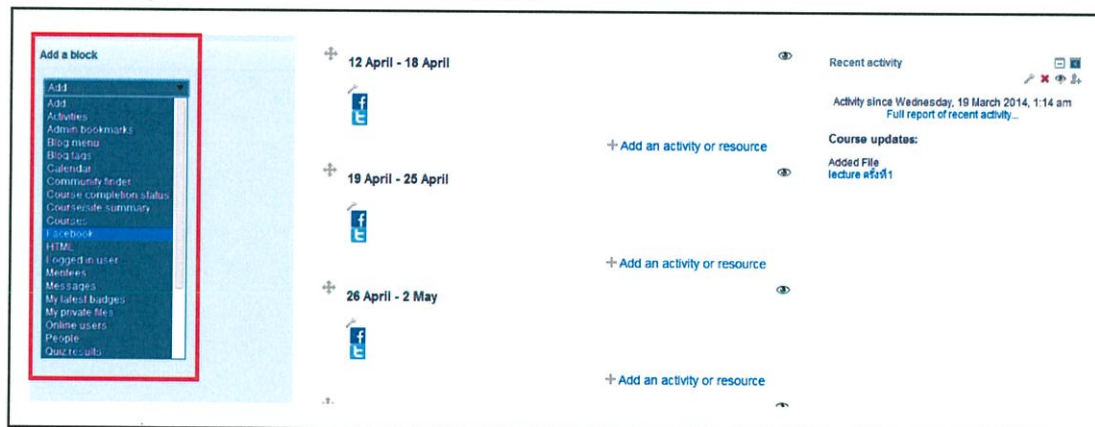 Add a block
Add
Add
Activities
Admin bookmarks
Blog menu
Blog tags
Calendar
Community finder
Course completion status
Course/site summary
Courses
Facebook
HTML
Logged in user
Mentees
Messages
My latest badges
My private files
Online users
People
Quiz results
12 April - 18 April
f
t
Add an activity or resource
19 April - 25 April
f
t
Add an activity or resource
26 April - 2 May
f
t
Add an activity or resource
Recent activity
Activity since Wednesday, 19 March 2014, 1:14 am
Full report of recent activity...
Course updates:
Added File
lecture ครั้งที่1